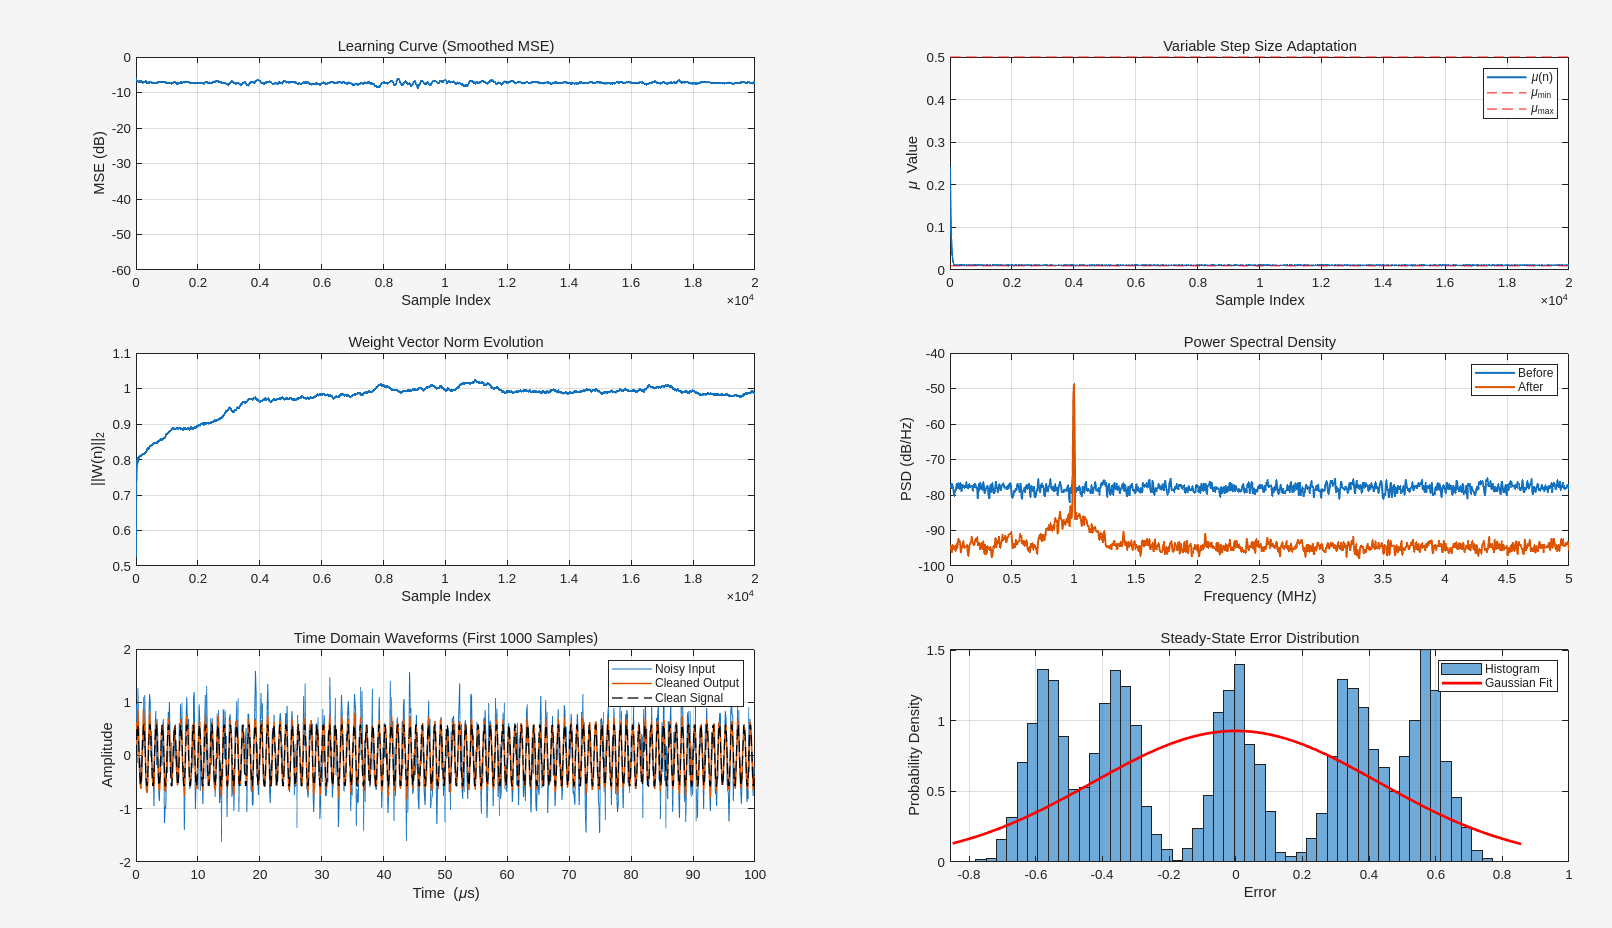 Learning Curve (Smoothed MSE)
0
-10
-20
-30
-40
-50
-60
MSE (dB)
0 0.2 0.4 0.6 0.8 1 1.2 1.4 1.6 1.8 2
Sample Index
×10⁴
Variable Step Size Adaptation
0.5
0.4
0.3
0.2
0.1
0
μ Value
μ(n)
μmin
μmax
0 0.2 0.4 0.6 0.8 1 1.2 1.4 1.6 1.8 2
Sample Index
×10⁴
Weight Vector Norm Evolution
1.1
1
0.9
0.8
0.7
0.6
0.5
||W(n)||₂
0 0.2 0.4 0.6 0.8 1 1.2 1.4 1.6 1.8 2
Sample Index
×10⁴
Power Spectral Density
-40
-50
-60
-70
-80
-90
-100
PSD (dB/Hz)
Before
After
0 0.5 1 1.5 2 2.5 3 3.5 4 4.5 5
Frequency (MHz)
Time Domain Waveforms (First 1000 Samples)
2
1
0
-1
-2
Amplitude
Noisy Input
Cleaned Output
Clean Signal
0 10 20 30 40 50 60 70 80 90 100
Time (μs)
Steady-State Error Distribution
1.5
1
0.5
0
Probability Density
Histogram
Gaussian Fit
-0.8 -0.6 -0.4 -0.2 0 0.2 0.4 0.6 0.8 1
Error